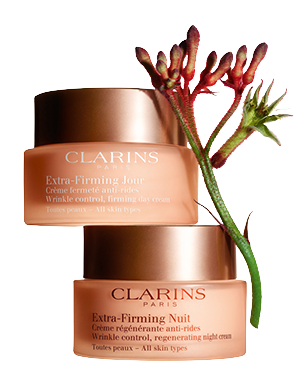 CLARINS
PARIS
Extra-Firming Jour
Crème fermeté anti-rides
Wrinkle control, firming day cream
Toutes peaux – All skin types
CLARINS
PARIS
Extra-Firming Nuit
Crème régénérante anti-rides
Wrinkle control, regenerating night cream
Toutes peaux – All skin types